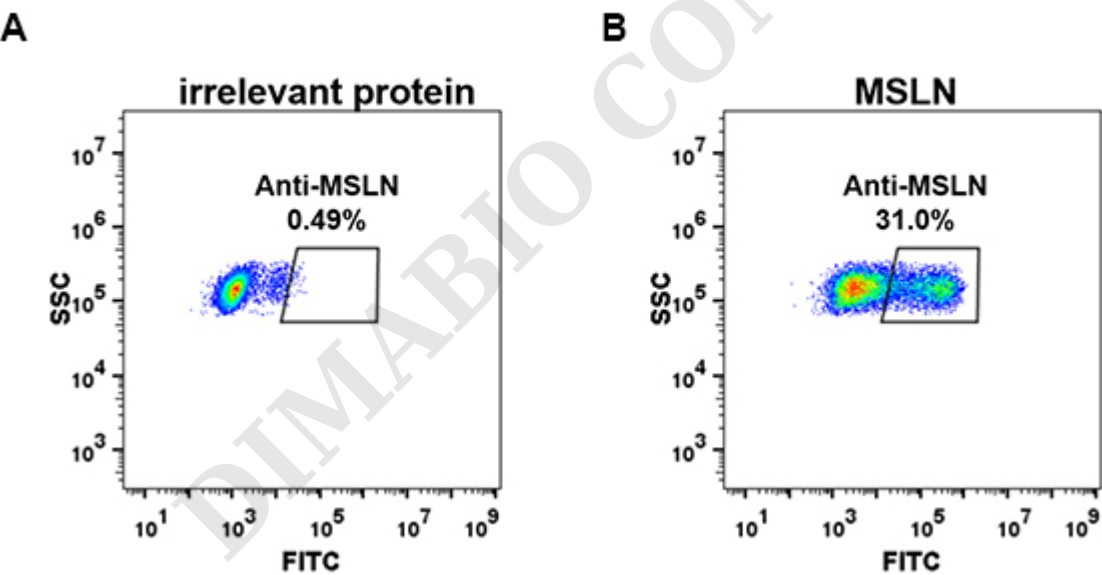 A
irrelevant protein
Anti-MSLN
0.49%
SSC
10^7
10^6
10^5
10^4
10^3
10^1 10^3 10^5 10^7 10^9
FITC
B
MSLN
Anti-MSLN
31.0%
SSC
10^7
10^6
10^5
10^4
10^3
10^1 10^3 10^5 10^7 10^9
FITC
DIMABIO